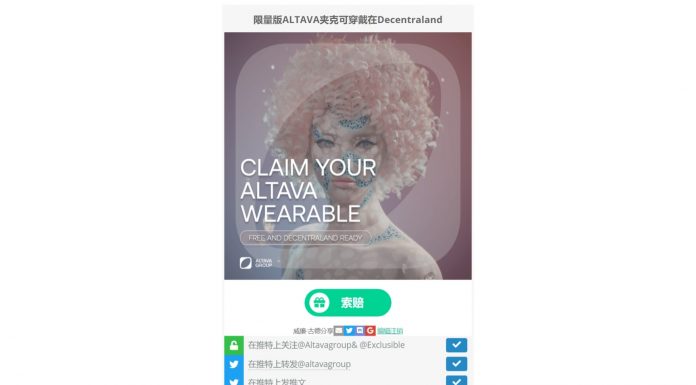 限量版ALTAVA夹克可穿戴在Decentraland
CLAIM YOUR
ALTAVA
WEARABLE
FREE AND DECENTRALAND READY
ALTAVA
GROUP
索赔
威廉·古德分享
在推特上关注@Altavagroup& @Exclusible
在推特上转发@altavagroup
在推特上发推文